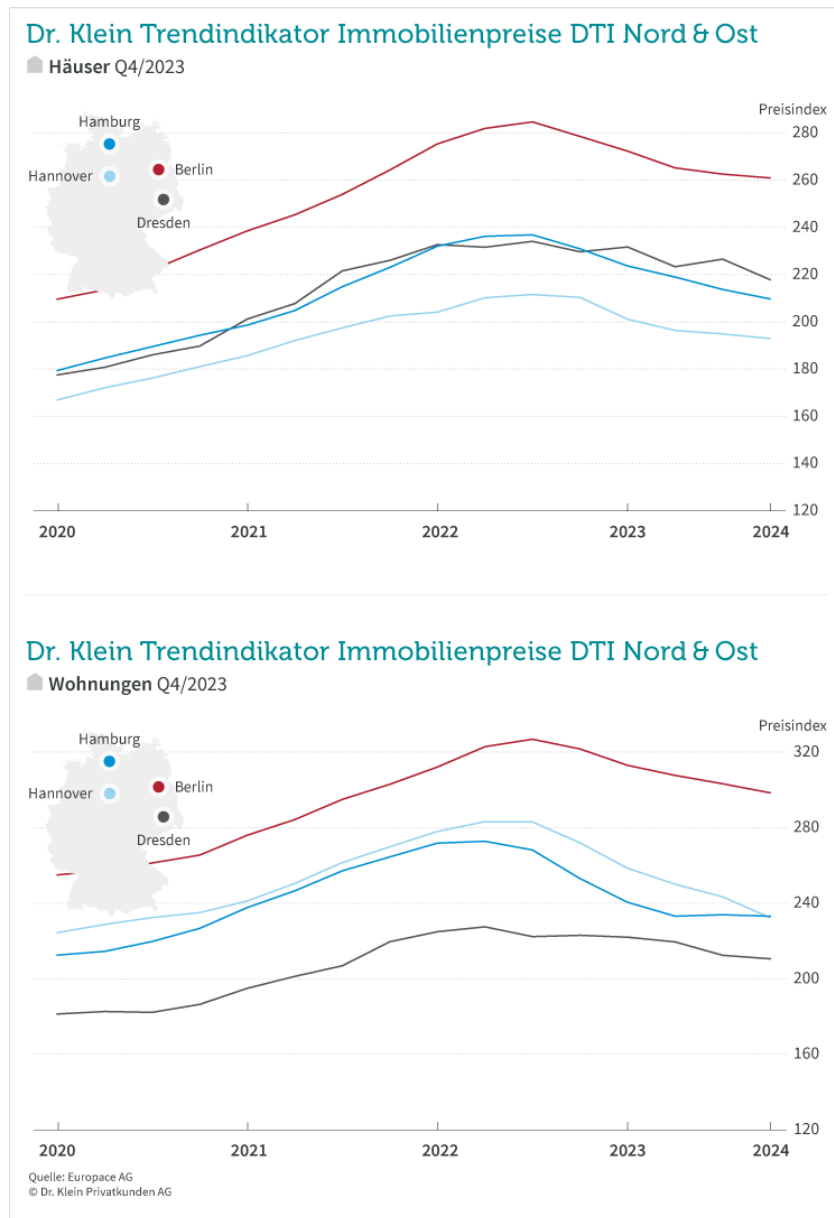 Dr. Klein Trendindikator Immobilienpreise DTI Nord & Ost
Häuser Q4/2023
Preisindex
Hamburg
Hannover
Berlin
Dresden
280
260
240
220
200
180
160
140
120
2020 2021 2022 2023 2024
Dr. Klein Trendindikator Immobilienpreise DTI Nord & Ost
Wohnungen Q4/2023
Preisindex
Hamburg
Hannover
Berlin
Dresden
320
280
240
200
160
120
2020 2021 2022 2023 2024
Quelle: Europace AG
© Dr. Klein Privatkunden AG